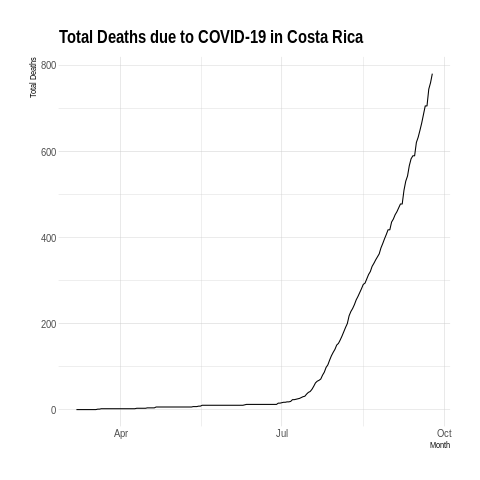 Total Deaths due to COVID-19 in Costa Rica
Total Deaths
800
600
400
200
0
Apr Jul Oct
Month